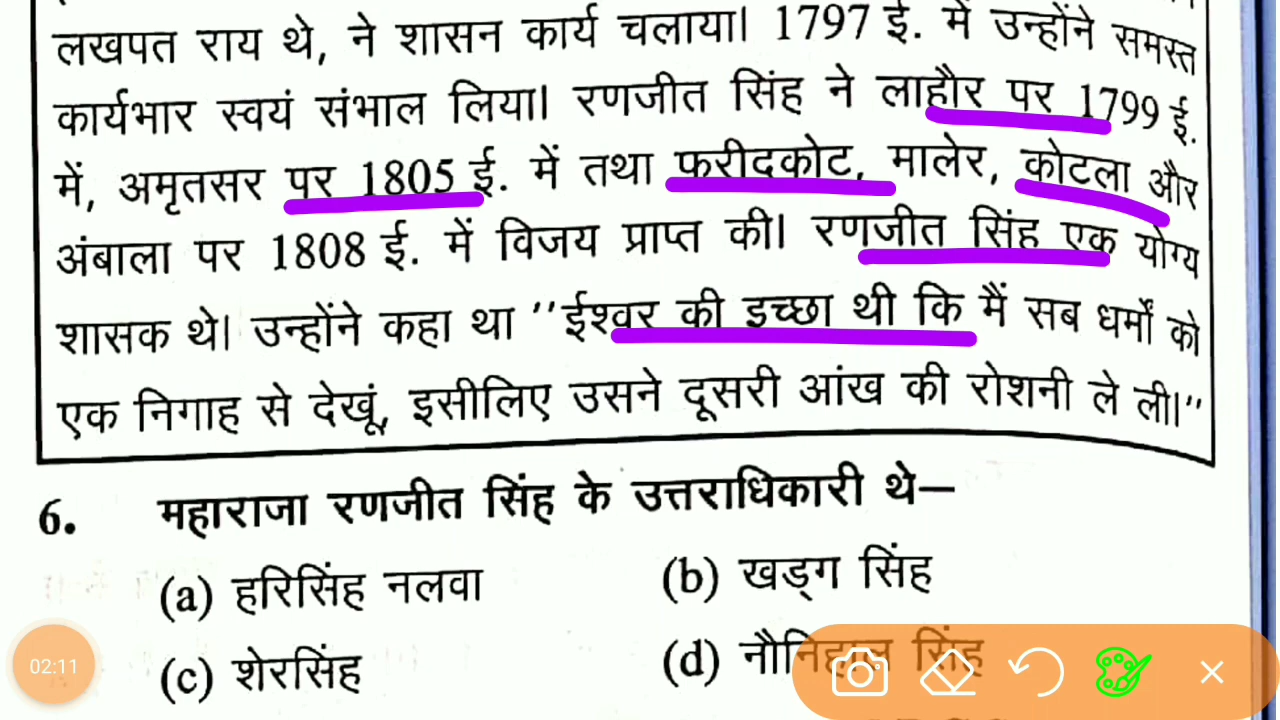 लखपत राय थे, ने शासन कार्य चलाया। 1797 ई. में उन्होंने समस्त
कार्यभार स्वयं संभाल लिया। रणजीत सिंह ने लाहौर पर 1799 ई.
में, अमृतसर पर 1805 ई. में तथा फरीदकोट, मालेर, कोटला और
अंबाला पर 1808 ई. में विजय प्राप्त की। रणजीत सिंह एक योग्य
शासक थे। उन्होंने कहा था ''ईश्वर की इच्छा थी कि मैं सब धर्मों को
एक निगाह से देखूं, इसीलिए उसने दूसरी आंख की रोशनी ले ली।''
6. महाराजा रणजीत सिंह के उत्तराधिकारी थे—
(a) हरिसिंह नलवा (b) खड्ग सिंह
(c) शेरसिंह (d) नौनिहाल सिंह
02:11